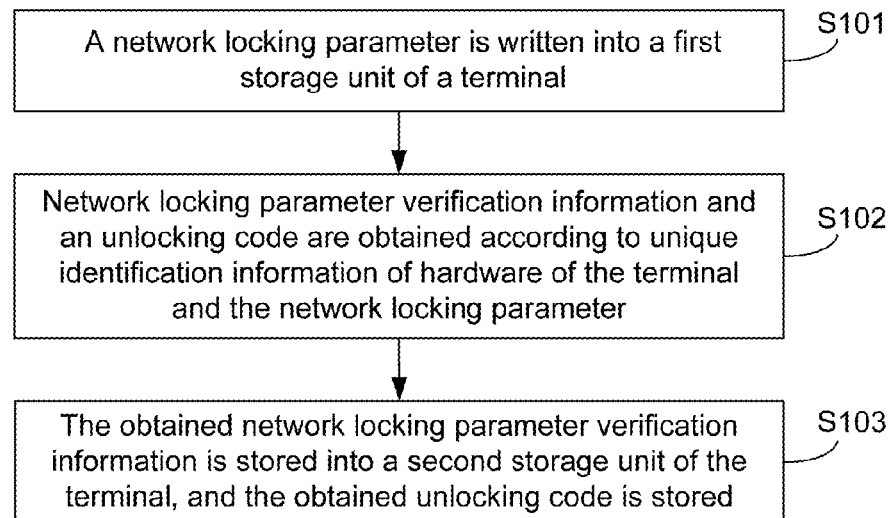 A network locking parameter is written into a first
storage unit of a terminal
S101
Network locking parameter verification information and
an unlocking code are obtained according to unique
identification information of hardware of the terminal
and the network locking parameter
S102
The obtained network locking parameter verification
information is stored into a second storage unit of the
terminal, and the obtained unlocking code is stored
S103